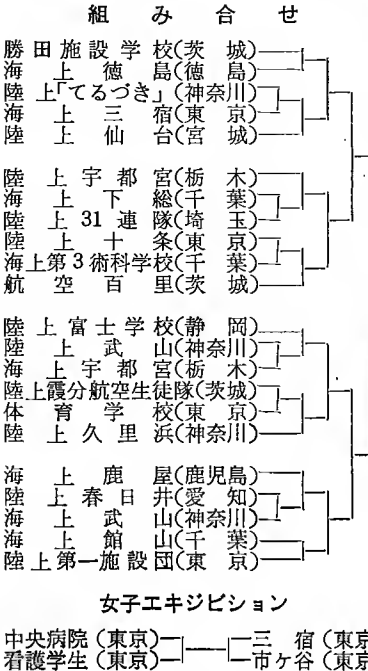 組み合せ
勝田施設学校(茨城)
海上徳島(徳島)
陸上「てるづき」(神奈川)
海上三宿(東京)
陸上仙台(宮城)
陸上宇都宮(栃木)
海上下総(千葉)
陸上31連隊(埼玉)
陸上十条(東京)
海上第3術科学校(千葉)
航空百里(茨城)
陸上富士学校(静岡)
陸上武山(神奈川)
海上宇都宮(栃木)
陸上霞分航空生徒隊(茨城)
体育学校(東京)
陸上久里浜(神奈川)
海上鹿屋(鹿児島)
陸上春日井(愛知)
海上武山(神奈川)
海上館山(千葉)
陸上第一施設団(東京)
女子エキジビション
中央病院(東京) 三宿(東京
看護学生(東京) 市ケ谷(東京